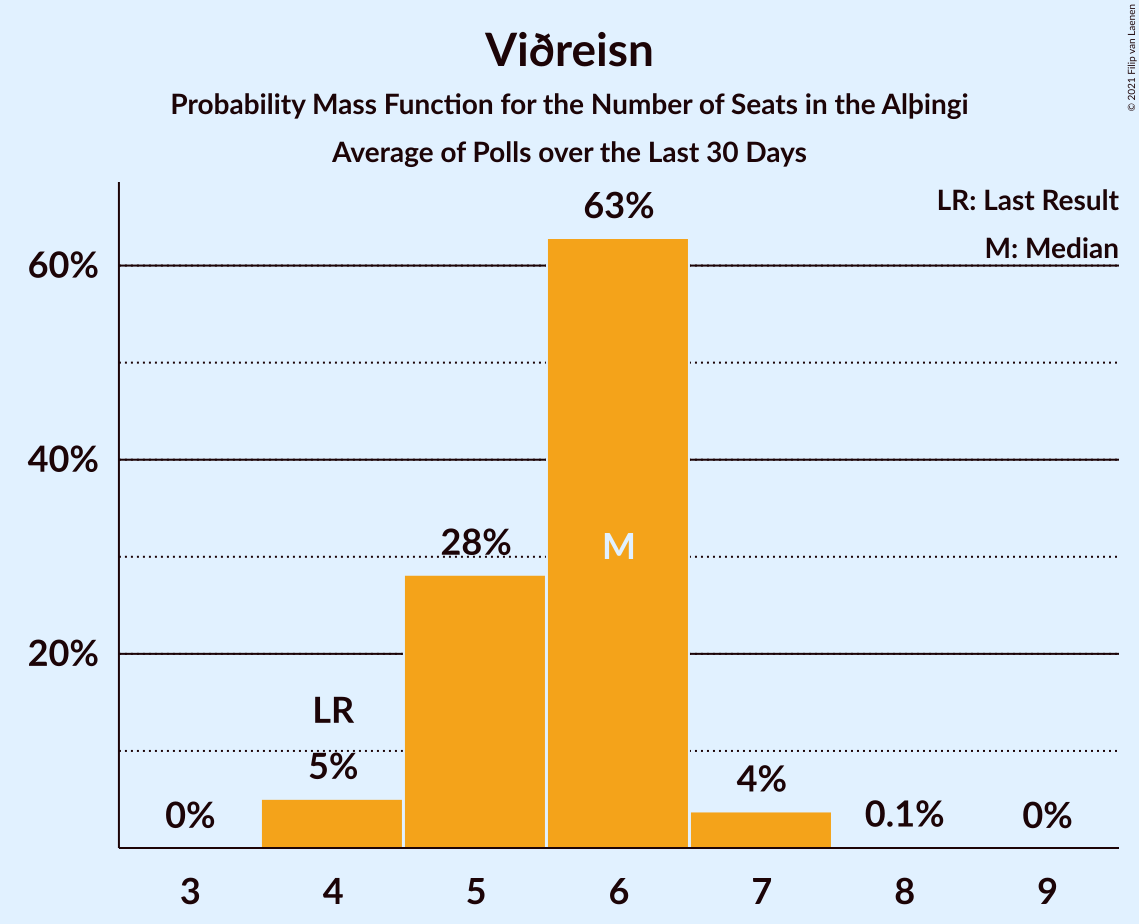 Viðreisn
Probability Mass Function for the Number of Seats in the Alþingi
Average of Polls over the Last 30 Days
© 2021 Filip van Laenen
LR: Last Result
M: Median
63%
60%
40%
28%
M
20%
LR
5%
4%
0%
0.1%
0%
3 4 5 6 7 8 9